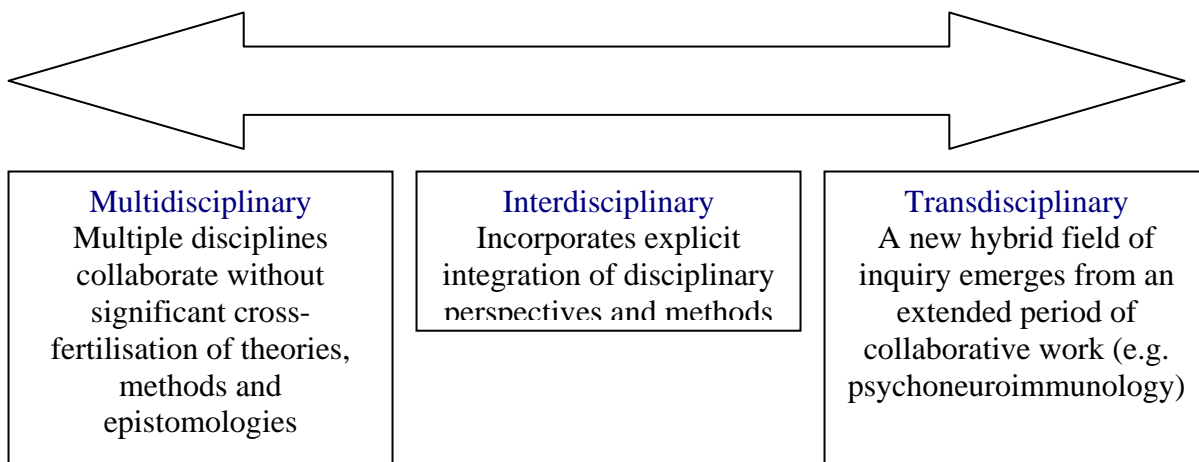 Multidisciplinary
Multiple disciplines
collaborate without
significant cross-
fertilisation of theories,
methods and
epistomologies
Interdisciplinary
Incorporates explicit
integration of disciplinary
perspectives and methods
Transdisciplinary
A new hybrid field of
inquiry emerges from an
extended period of
collaborative work (e.g.
psychoneuroimmunology)